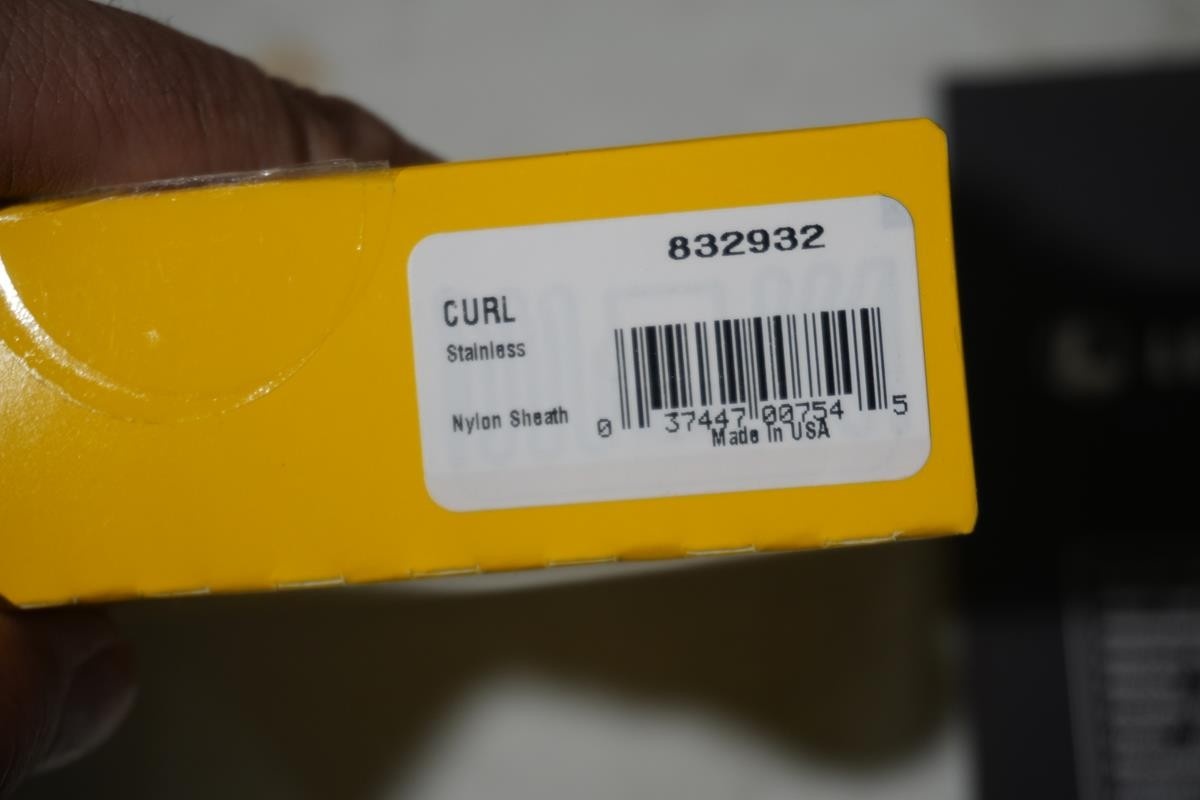 832932
CURL
Stainless
Nylon Sheath
0 37447 00754 5
Made In USA